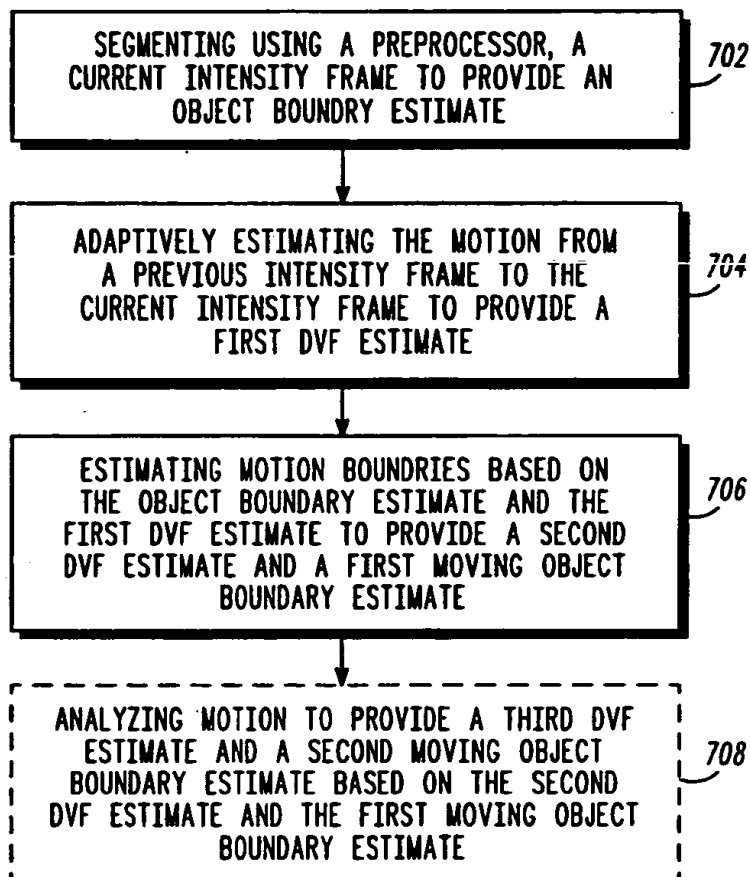 SEGMENTING USING A PREPROCESSOR, A
CURRENT INTENSITY FRAME TO PROVIDE AN
OBJECT BOUNDRY ESTIMATE
702
ADAPTIVELY ESTIMATING THE MOTION FROM
A PREVIOUS INTENSITY FRAME TO THE
CURRENT INTENSITY FRAME TO PROVIDE A
FIRST DVF ESTIMATE
704
ESTIMATING MOTION BOUNDRIES BASED ON
THE OBJECT BOUNDARY ESTIMATE AND THE
FIRST DVF ESTIMATE TO PROVIDE A SECOND
DVF ESTIMATE AND A FIRST MOVING OBJECT
BOUNDARY ESTIMATE
706
ANALYZING MOTION TO PROVIDE A THIRD DVF
ESTIMATE AND A SECOND MOVING OBJECT
BOUNDARY ESTIMATE BASED ON THE SECOND
DVF ESTIMATE AND THE FIRST MOVING OBJECT
BOUNDARY ESTIMATE
708